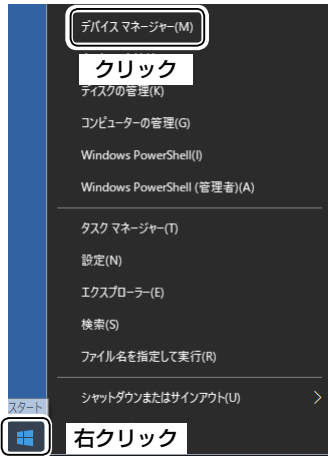 デバイス マネージャー(M)
クリック
ディスクの管理(K)
コンピューターの管理(G)
Windows PowerShell(I)
Windows PowerShell (管理者)(A)
タスク マネージャー(T)
設定(N)
エクスプローラー(E)
検索(S)
ファイル名を指定して実行(R)
シャットダウンまたはサインアウト(U)
スタート
右クリック